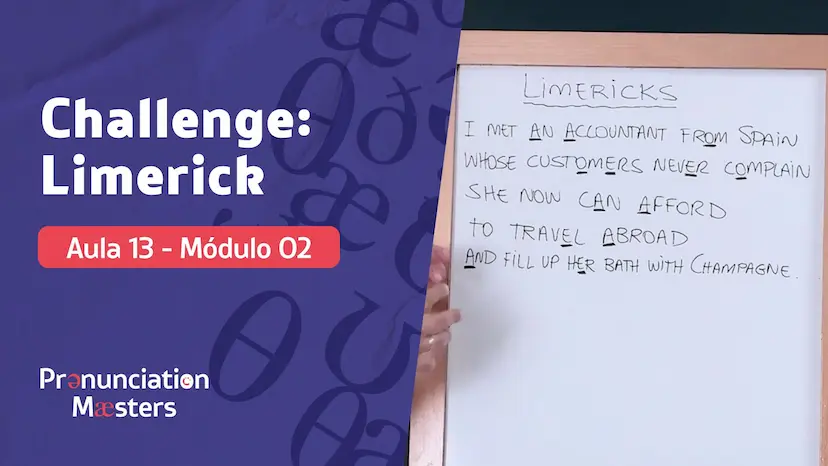 Challenge:
Limerick
Aula 13 - Módulo 02
Prənunciation
Mæsters
LIMERICKS
I MET AN ACCOUNTANT FROM SPAIN
WHOSE CUSTOMERS NEVER COMPLAIN
SHE NOW CAN AFFORD
TO TRAVEL ABROAD
AND FILL UP HER BATH WITH CHAMPAGNE.